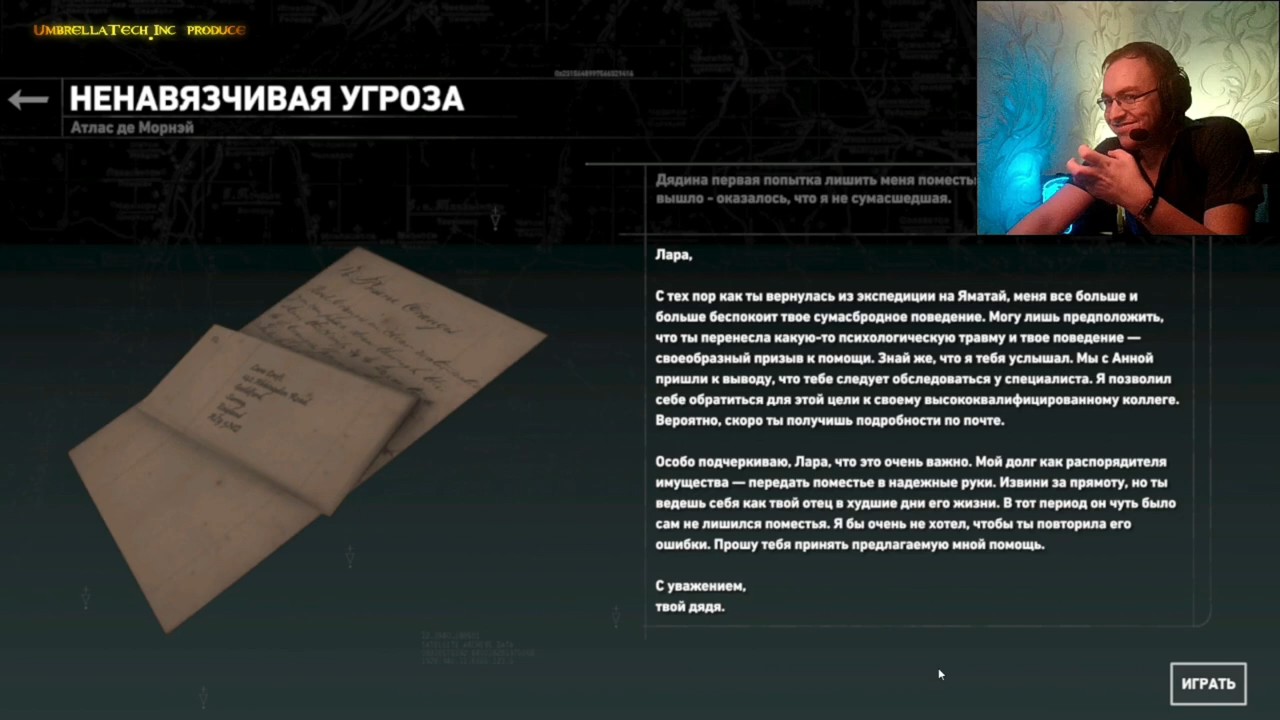 UmbrellaTech_Inc produce
НЕНАВЯЗЧИВАЯ УГРОЗА
Атлас де Морнэй
Дядина первая попытка лишить меня поместь
вышло - оказалось, что я не сумасшедшая.
Лара,
С тех пор как ты вернулась из экспедиции на Яматай, меня все больше и
больше беспокоит твое сумасбродное поведение. Могу лишь предположить,
что ты перенесла какую-то психологическую травму и твое поведение —
своеобразный призыв к помощи. Знай же, что я тебя услышал. Мы с Анной
пришли к выводу, что тебе следует обследоваться у специалиста. Я позволил
себе обратиться для этой цели к своему высококвалифицированному коллеге.
Вероятно, скоро ты получишь подробности по почте.
Особо подчеркиваю, Лара, что это очень важно. Мой долг как распорядителя
имущества — передать поместье в надежные руки. Извини за прямоту, но ты
ведешь себя как твой отец в худшие дни его жизни. В тот период он чуть было
сам не лишился поместья. Я бы очень не хотел, чтобы ты повторила его
ошибки. Прошу тебя принять предлагаемую мной помощь.
С уважением,
твой дядя.
ИГРАТЬ